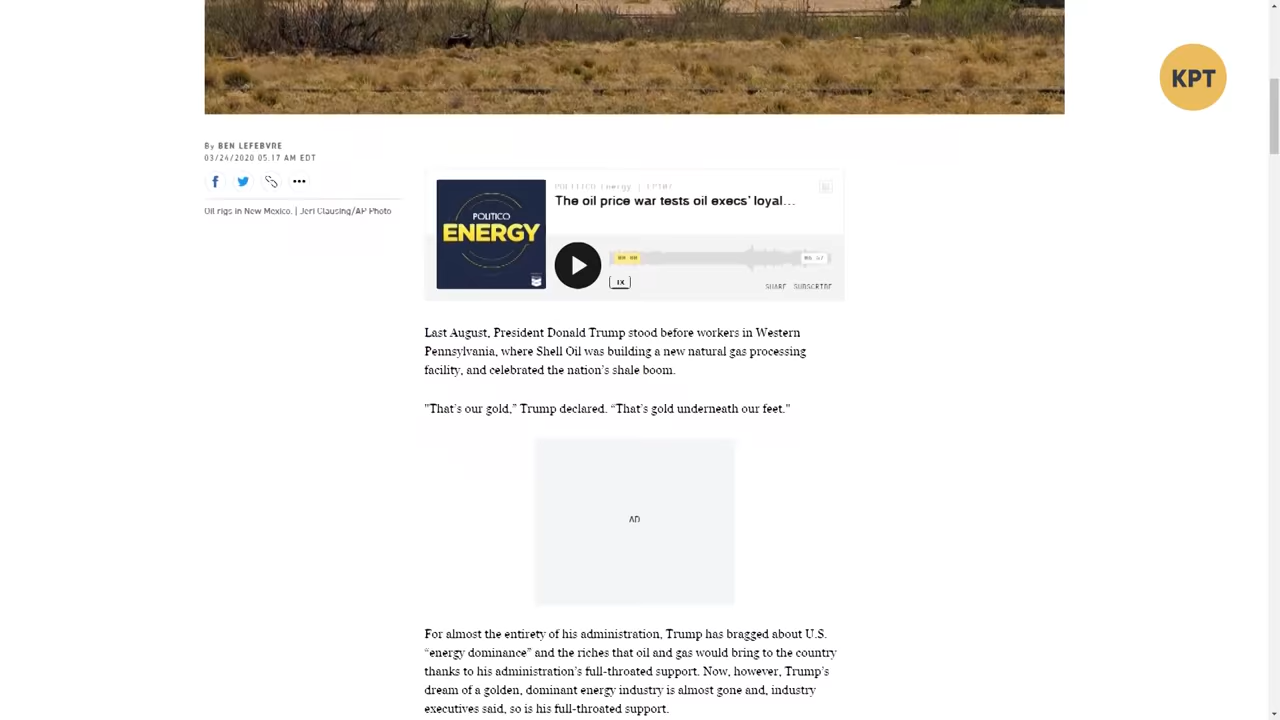 KPT
By BEN LEFEBVRE
03/24/2020 05:17 AM EDT
Oil rigs in New Mexico. | Jeri Clausing/AP Photo
POLITICO Energy | EP107
The oil price war tests oil execs' loyal…
POLITICO
ENERGY
00:00
1X
SHARE SUBSCRIBE
Last August, President Donald Trump stood before workers in Western
Pennsylvania, where Shell Oil was building a new natural gas processing
facility, and celebrated the nation's shale boom.
"That's our gold,” Trump declared. “That's gold underneath our feet."
AD
For almost the entirety of his administration, Trump has bragged about U.S.
“energy dominance” and the riches that oil and gas would bring to the country
thanks to his administration's full-throated support. Now, however, Trump's
dream of a golden, dominant energy industry is almost gone and, industry
executives said, so is his full-throated support.